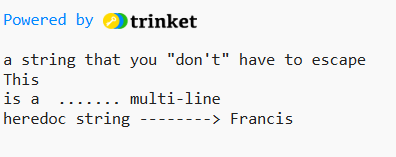 Powered by trinket
a string that you "don't" have to escape
This
is a  ....... multi-line
heredoc string --------> Francis